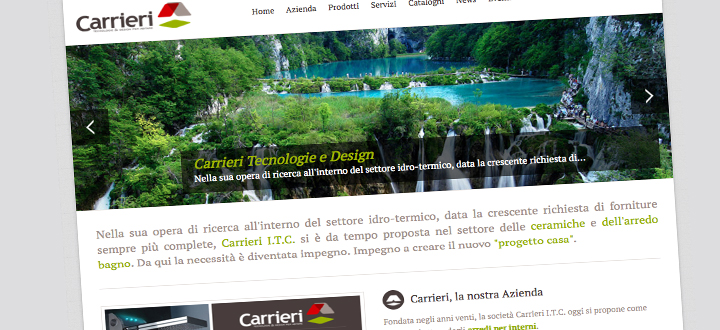 Carrieri
Home Azienda Prodotti Servizi Cataloghi News
Carrieri Tecnologie e Design
Nella sua opera di ricerca all'interno del settore idro-termico, data la crescente richiesta di...
Nella sua opera di ricerca all'interno del settore idro-termico, data la crescente richiesta di forniture
sempre più complete, Carrieri I.T.C. si è da tempo proposta nel settore delle ceramiche e dell'arredo
bagno. Da qui la necessità è diventata impegno. Impegno a creare il nuovo "progetto casa".
Carrieri
Carrieri, la nostra Azienda
Fondata negli anni venti, la società Carrieri I.T.C. oggi si propone come
arredi per interni.